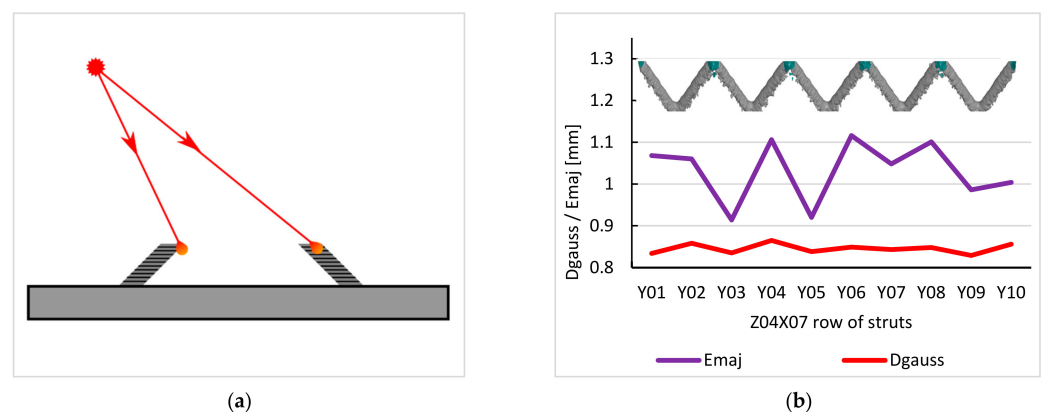 1.3
1.2
1.1
1
0.9
0.8
Dgauss / Emaj [mm]
Y01 Y02 Y03 Y04 Y05 Y06 Y07 Y08 Y09 Y10
Z04X07 row of struts
Emaj Dgauss
(a) (b)